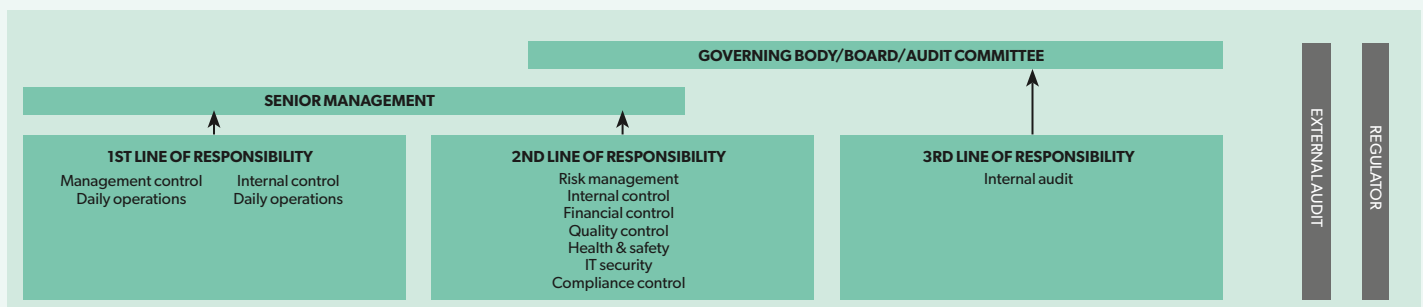 GOVERNING BODY/BOARD/AUDIT COMMITTEE
SENIOR MANAGEMENT
1ST LINE OF RESPONSIBILITY
Management control
Daily operations
Internal control
Daily operations
2ND LINE OF RESPONSIBILITY
Risk management
Internal control
Financial control
Quality control
Health & safety
IT security
Compliance control
3RD LINE OF RESPONSIBILITY
Internal audit
EXTERNAL AUDIT
REGULATOR